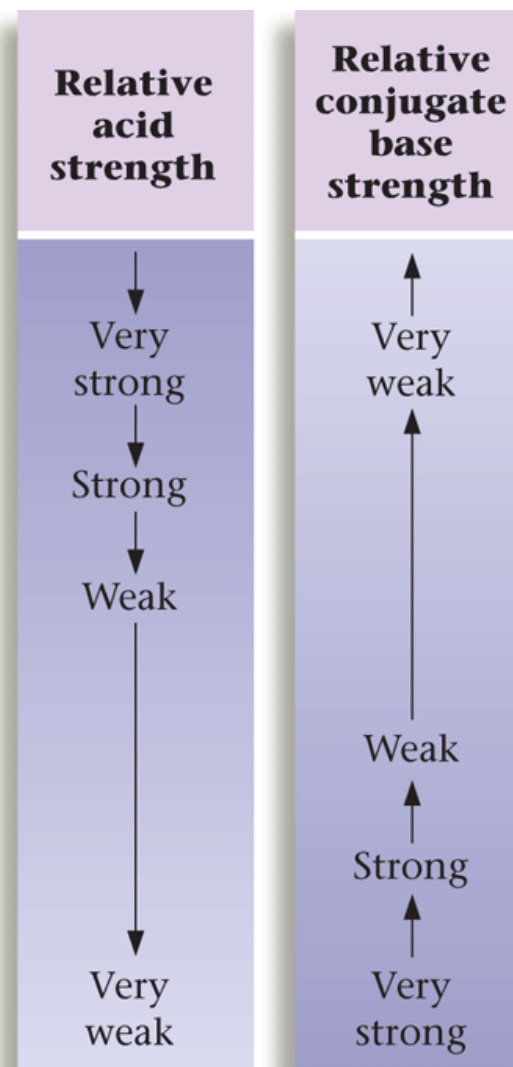 Relative
acid
strength
Very
strong
Strong
Weak
Very
weak
Relative
conjugate
base
strength
Very
weak
Weak
Strong
Very
strong